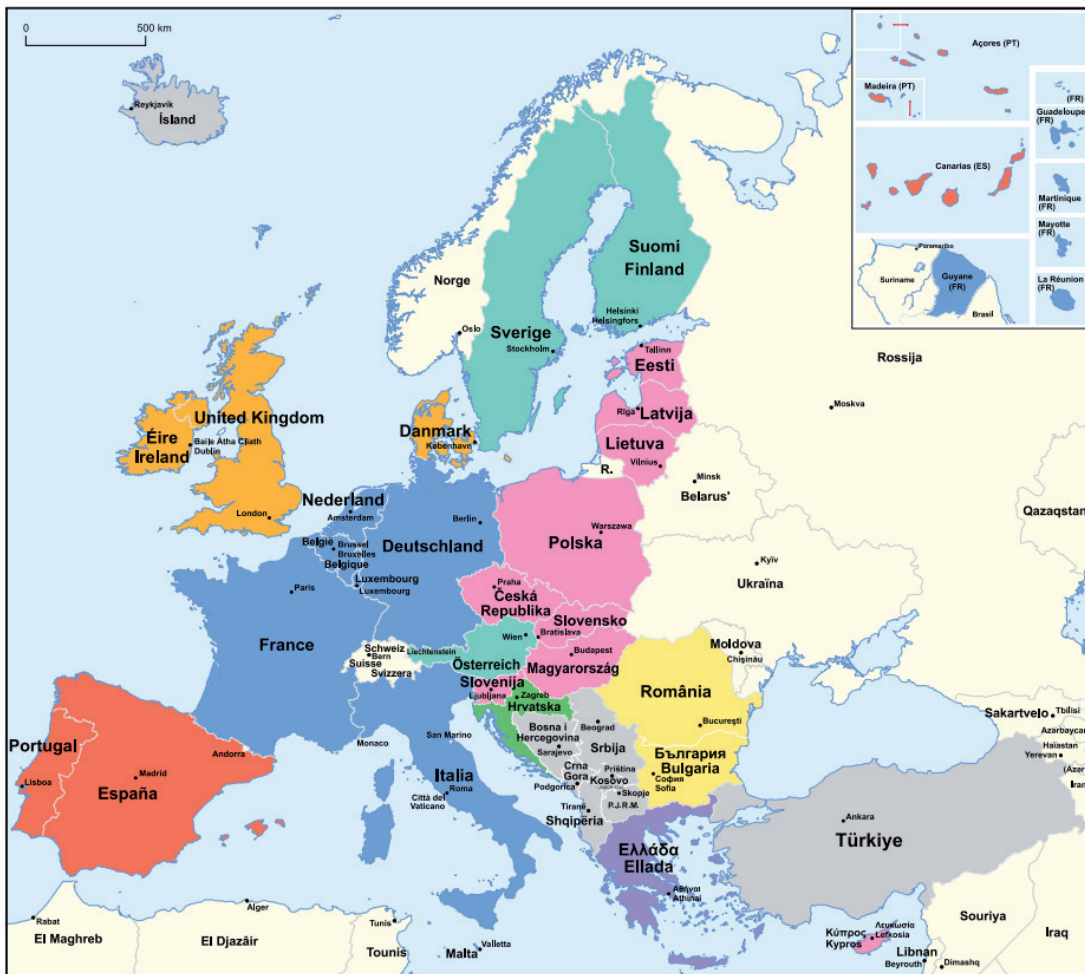 0 500 km
Reykjavík
Ísland
Açores (PT)
Madeira (PT)
(FR)
Guadeloupe
(FR)
Canarias (ES)
Martinique
(FR)
Mayotte
(FR)
La Réunion
(FR)
Paramaribo
Suriname
Guyane
(FR)
Brasil
Norge
Oslo
Sverige
Stockholm
Suomi
Finland
Helsinki
Helsingfors
Tallinn
Eesti
Rīga
Latvija
Lietuva
Vilnius
R.
Rossija
Moskva
Minsk
Belarus'
Qazaqstan
United Kingdom
Éire
Ireland
Baile Átha Cliath
Dublin
London
Danmark
København
Nederland
Amsterdam
België
Brussel
Bruxelles
Belgique
Luxembourg
Luxembourg
Berlin
Deutschland
Warszawa
Polska
Kyïv
Ukraïna
Paris
France
Praha
Česká
Republika
Slovensko
Bratislava
Wien
Österreich
Liechtenstein
Schweiz
Bern
Suisse
Svizzera
Budapest
Magyarország
Slovenija
Ljubljana
Zagreb
Hrvatska
Moldova
Chişinău
România
Bucureşti
Bosna i
Hercegovina
Sarajevo
Beograd
Srbija
Crna
Gora
Podgorica
Priština
Kosovo
Skopje
P.J.R.M.
Tiranë
Shqipëria
България
Bulgaria
София
Sofia
Portugal
Lisboa
Madrid
España
Andorra
Monaco
San Marino
Italia
Roma
Città del
Vaticano
Ελλάδα
Ellada
Αθήναι
Athinai
Ankara
Türkiye
Sakartvelo
Tbilisi
Azərbaycan
Haïastan
Yerevan
(Azər
Iran
Rabat
El Maghreb
Alger
El Djazâir
Tunis
Tounis
Malta
Valletta
Κύπρος
Kypros
Λευκωσία
Lefkosia
Libnan
Beyrouth
Dimashq
Souriya
Iraq